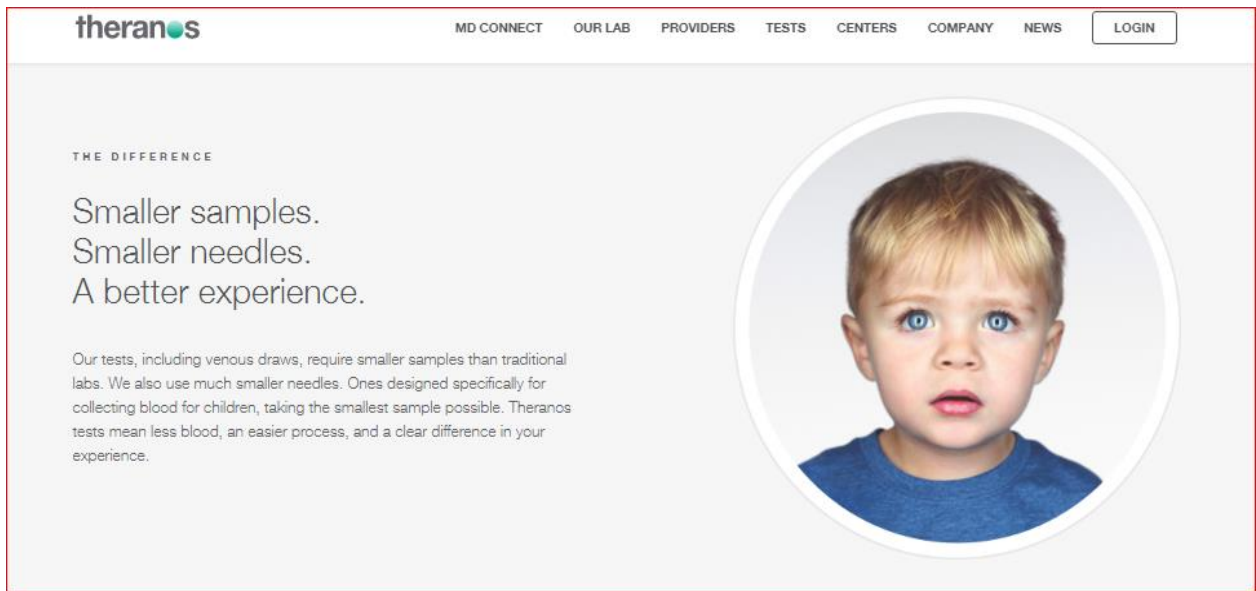 theranos
MD CONNECT OUR LAB PROVIDERS TESTS CENTERS COMPANY NEWS LOGIN
THE DIFFERENCE
Smaller samples.
Smaller needles.
A better experience.
Our tests, including venous draws, require smaller samples than traditional
labs. We also use much smaller needles. Ones designed specifically for
collecting blood for children, taking the smallest sample possible. Theranos
tests mean less blood, an easier process, and a clear difference in your
experience.